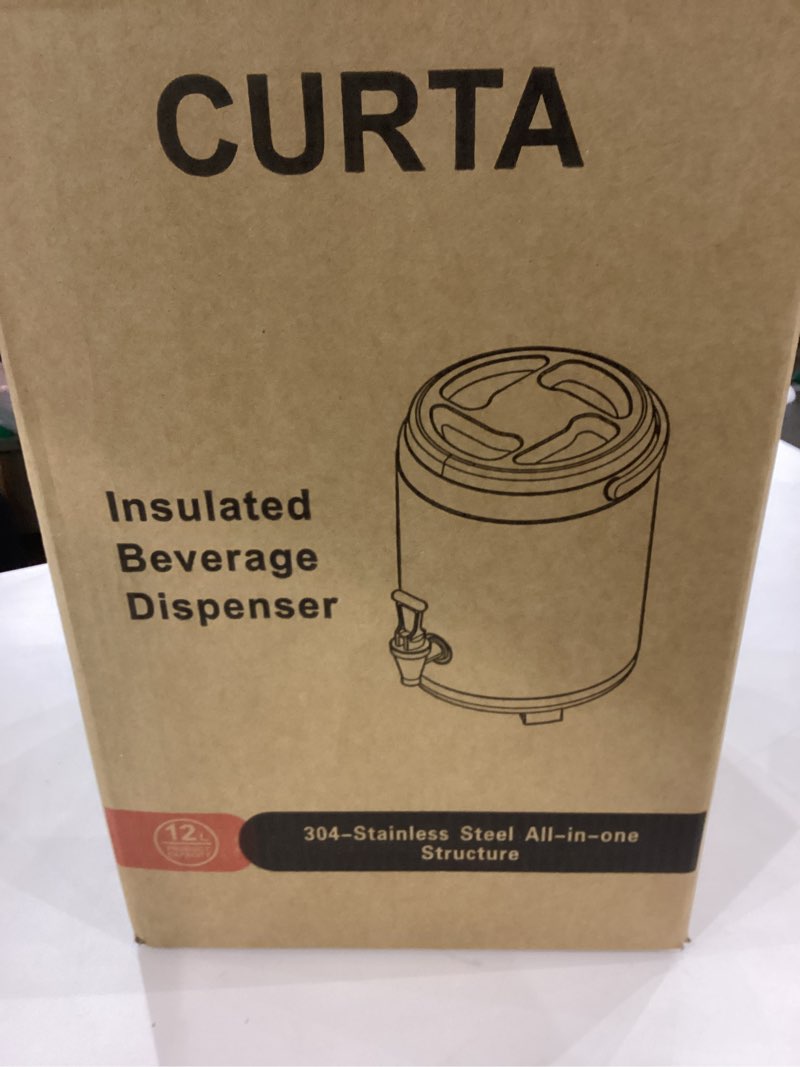 CURTA
Insulated
Beverage
Dispenser
12L
304-Stainless Steel All-in-one
Structure